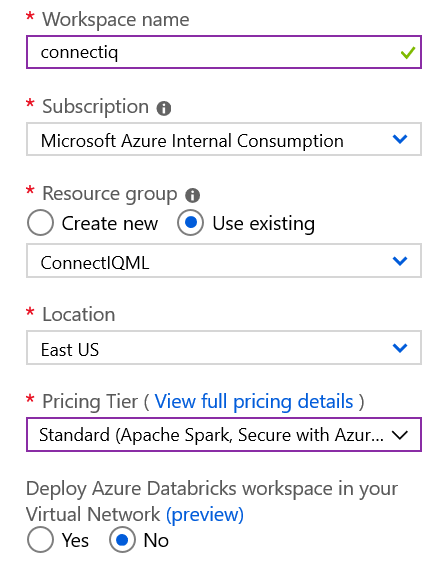 * Workspace name
connectiq
* Subscription
Microsoft Azure Internal Consumption
* Resource group
Create new Use existing
ConnectIQML
* Location
East US
* Pricing Tier ( View full pricing details )
Standard (Apache Spark, Secure with Azur...
Deploy Azure Databricks workspace in your
Virtual Network (preview)
Yes No